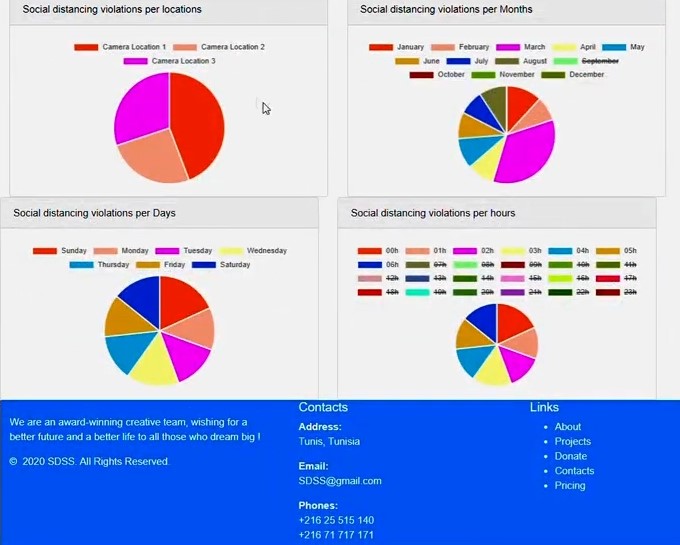 Social distancing violations per locations
Camera Location 1 Camera Location 2
Camera Location 3
Social distancing violations per Months
January February March April May
June July August September
October November December
Social distancing violations per Days
Sunday Monday Tuesday Wednesday
Thursday Friday Saturday
Social distancing violations per hours
00h 01h 02h 03h 04h 05h
06h 07h 08h 09h 10h 11h
12h 13h 14h 15h 16h 17h
18h 19h 20h 21h 22h 23h
We are an award-winning creative team, wishing for a
better future and a better life to all those who dream big !
© 2020 SDSS. All Rights Reserved.
Contacts
Address:
Tunis, Tunisia
Email:
SDSS@gmail.com
Phones:
+216 25 515 140
+216 71 717 171
Links
About
Projects
Donate
Contacts
Pricing